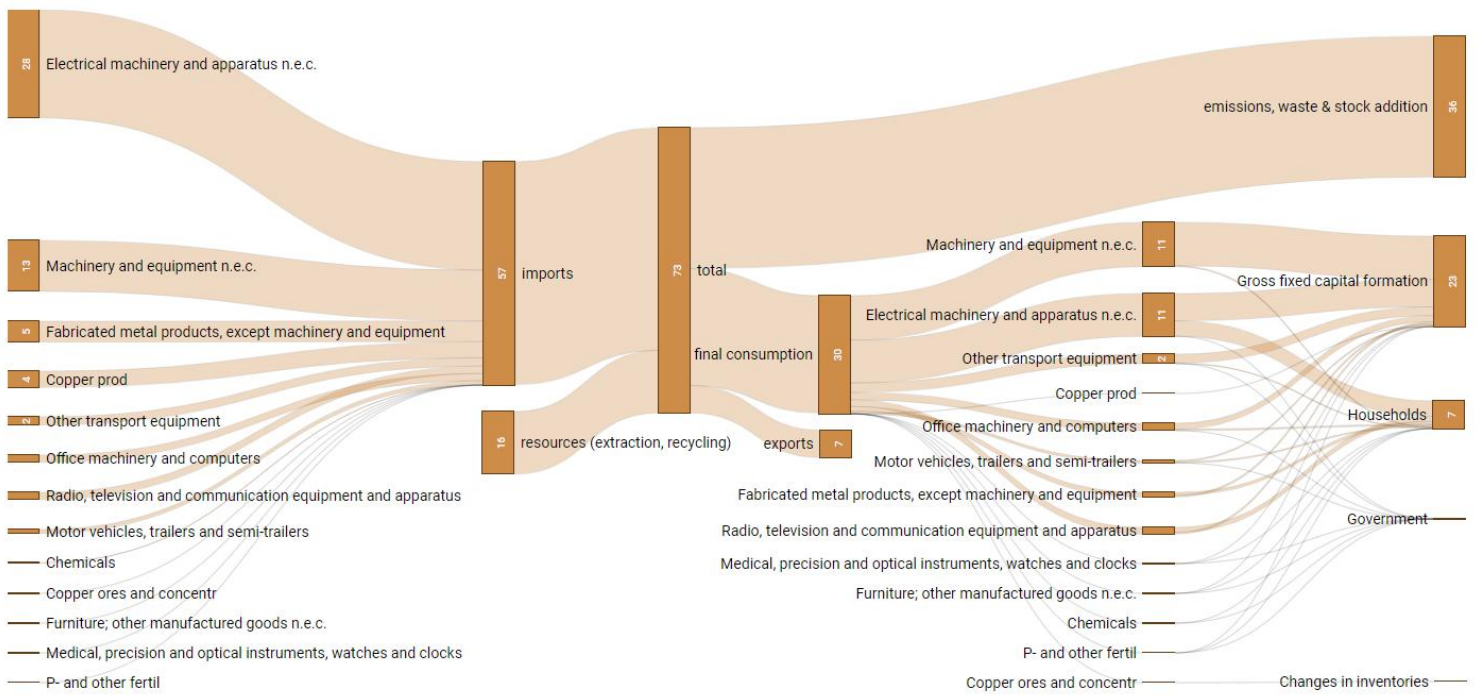 28
Electrical machinery and apparatus n.e.c.
13
Machinery and equipment n.e.c.
5
Fabricated metal products, except machinery and equipment
4
Copper prod
2
Other transport equipment
Office machinery and computers
Radio, television and communication equipment and apparatus
Motor vehicles, trailers and semi-trailers
Chemicals
Copper ores and concentr
Furniture; other manufactured goods n.e.c.
Medical, precision and optical instruments, watches and clocks
P- and other fertil
57
imports
16
resources (extraction, recycling)
73
total
final consumption
30
exports
7
Machinery and equipment n.e.c.
11
Electrical machinery and apparatus n.e.c.
11
Other transport equipment
2
Copper prod
Office machinery and computers
Motor vehicles, trailers and semi-trailers
Fabricated metal products, except machinery and equipment
Radio, television and communication equipment and apparatus
Medical, precision and optical instruments, watches and clocks
Furniture; other manufactured goods n.e.c.
Chemicals
P- and other fertil
Copper ores and concentr
emissions, waste & stock addition
36
Gross fixed capital formation
23
Households
7
Government
Changes in inventories